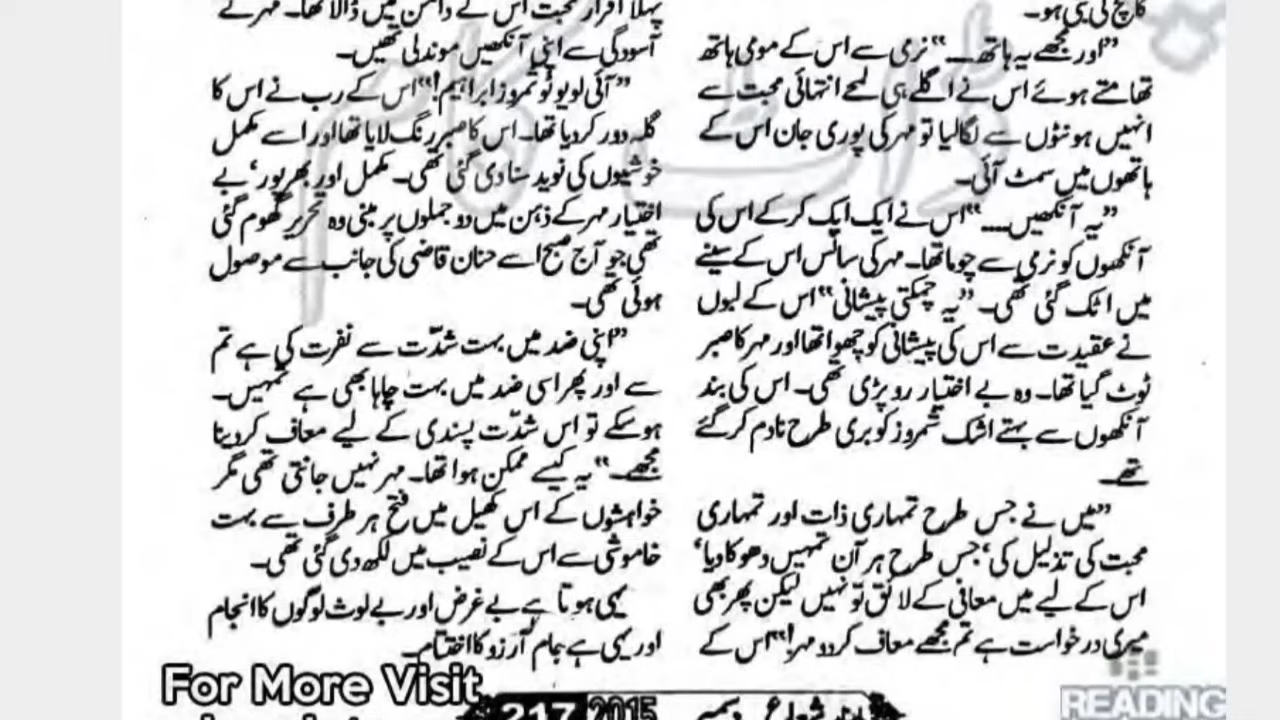 کانچ کی بنی ہو۔
”اور مجھے یہ ہاتھ۔۔۔“ نرمی سے اس کے مومی ہاتھ
تھامتے ہوئے اس نے اگلے ہی لمحے انتہائی محبت سے
انہیں ہونٹوں سے لگالیا تو مہر کی پوری جان اس کے
ہاتھوں میں سمٹ آئی۔
”یہ آنکھیں۔۔۔۔“ اس نے ایک ایک کرکے اس کی
آنکھوں کو نرمی سے چوما تھا۔ مہر کی سانس اس کے سینے
میں اٹک گئی تھی۔ ”یہ چمکتی پیشانی“ اس کے لبوں
نے عقیدت سے اس کی پیشانی کو چھوا تھا اور مہر کا صبر
ٹوٹ گیا تھا۔ وہ بے اختیار رو پڑی تھی۔ اس کی بند
آنکھوں سے بہتے اشک شمروز کو بری طرح نادم کرگئے
تھے۔
”میں نے جس طرح تمہاری ذات اور تمہاری
محبت کی تذلیل کی‘ جس طرح ہر آن تمہیں دھوکا دیا‘
اس کے لیے میں معافی کے لائق تو نہیں لیکن پھر بھی
میری درخواست ہے تم مجھے معاف کردو مہر!“ اس کے
پہلا اقرار محبت اس کے دامن میں ڈالا تھا۔ مہر نے
آسودگی سے اپنی آنکھیں موندلی تھیں۔
”آئی لو یو ٹو شمروز ابراہیم!“ اس کے رب نے اس کا
گلہ دور کردیا تھا۔ اس کا صبر رنگ لایا تھا اور اسے مکمل
خوشیوں کی نوید سنادی گئی تھی۔ مکمل اور بھرپور‘ بے
اختیار مہر کے ذہن میں دو جملوں پر مبنی وہ تحریر گھوم گئی
تھی جو آج صبح اسے حنان قاضی کی جانب سے موصول
ہوئی تھی۔
”اپنی ضد میں بہت شدّت سے نفرت کی ہے تم
سے اور پھر اسی ضد میں بہت چاہا بھی ہے تمہیں۔
ہوسکے تو اس شدّت پسندی کے لیے معاف کردینا
مجھے۔“ یہ کیسے ممکن ہوا تھا۔ مہر نہیں جانتی تھی مگر
خواہشوں کے اس کھیل میں فتح ہر طرف سے بہت
خاموشی سے اس کے نصیب میں لکھ دی گئی تھی۔
یہی ہوتا ہے بے غرض اور بے لوث لوگوں کا انجام
اور یہی ہے بنام آرزو کا اختتام۔
For More Visit
217 2015
READING